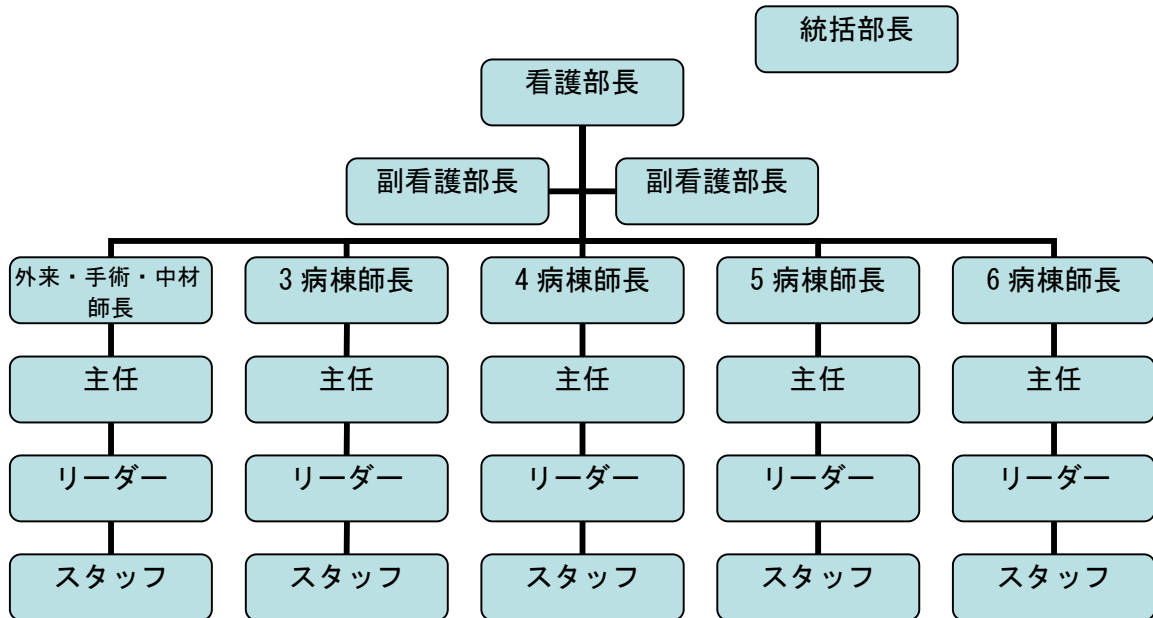 統括部長
看護部長
副看護部長
副看護部長
外来・手術・中材
師長
3 病棟師長
4 病棟師長
5 病棟師長
6 病棟師長
主任
主任
主任
主任
主任
リーダー
リーダー
リーダー
リーダー
リーダー
スタッフ
スタッフ
スタッフ
スタッフ
スタッフ